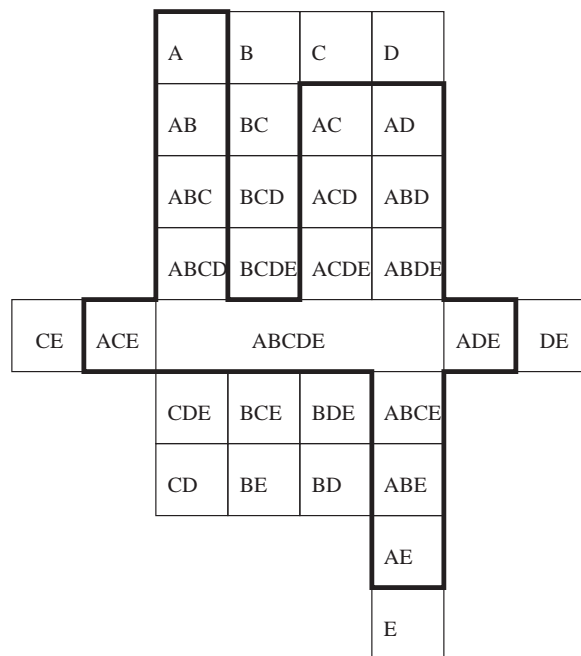 A B C D
AB BC AC AD
ABC BCD ACD ABD
ABCD BCDE ACDE ABDE
CE ACE ABCDE ADE DE
CDE BCE BDE ABCE
CD BE BD ABE
AE
E